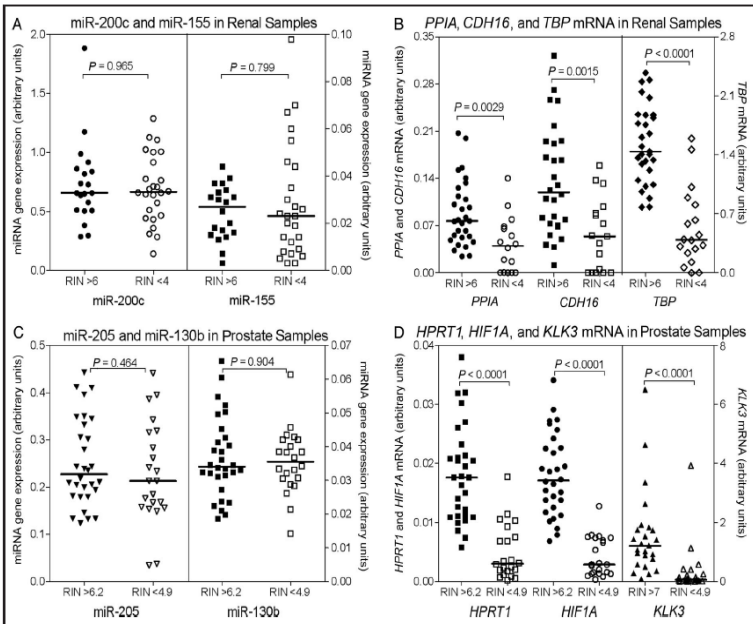 A
miR-200c and miR-155 in Renal Samples
miRNA gene expression (arbitrary units)
2.0
1.5
1.0
0.5
0.0
P = 0.965
P = 0.799
0.10
0.08
0.06
0.04
0.02
0.00
miRNA gene expression (arbitrary units)
RIN >6 RIN <4 RIN >6 RIN <4
miR-200c miR-155
B
PPIA, CDH16, and TBP mRNA in Renal Samples
PPIA and CDH16 mRNA (arbitrary units)
0.35
0.28
0.21
0.14
0.07
0.00
P = 0.0029
P = 0.0015
P < 0.0001
2.8
2.1
1.4
0.7
0.0
TBP mRNA (arbitrary units)
RIN >6 RIN <4 RIN >6 RIN <4 RIN >6 RIN <4
PPIA CDH16 TBP
C
miR-205 and miR-130b in Prostate Samples
miRNA gene expression (arbitrary units)
0.5
0.4
0.3
0.2
0.1
0.0
P = 0.464
P = 0.904
0.07
0.06
0.05
0.04
0.03
0.02
0.01
0.00
miRNA gene expression (arbitrary units)
RIN >6.2 RIN <4.9 RIN >6.2 RIN <4.9
miR-205 miR-130b
D
HPRT1, HIF1A, and KLK3 mRNA in Prostate Samples
HPRT1 and HIF1A mRNA (arbitrary units)
0.04
0.03
0.02
0.01
0.00
P < 0.0001
P < 0.0001
P < 0.0001
8
6
4
2
0
KLK3 mRNA (arbitrary units)
RIN >6.2 RIN <4.9 RIN >6.2 RIN <4.9 RIN >7 RIN <4.9
HPRT1 HIF1A KLK3